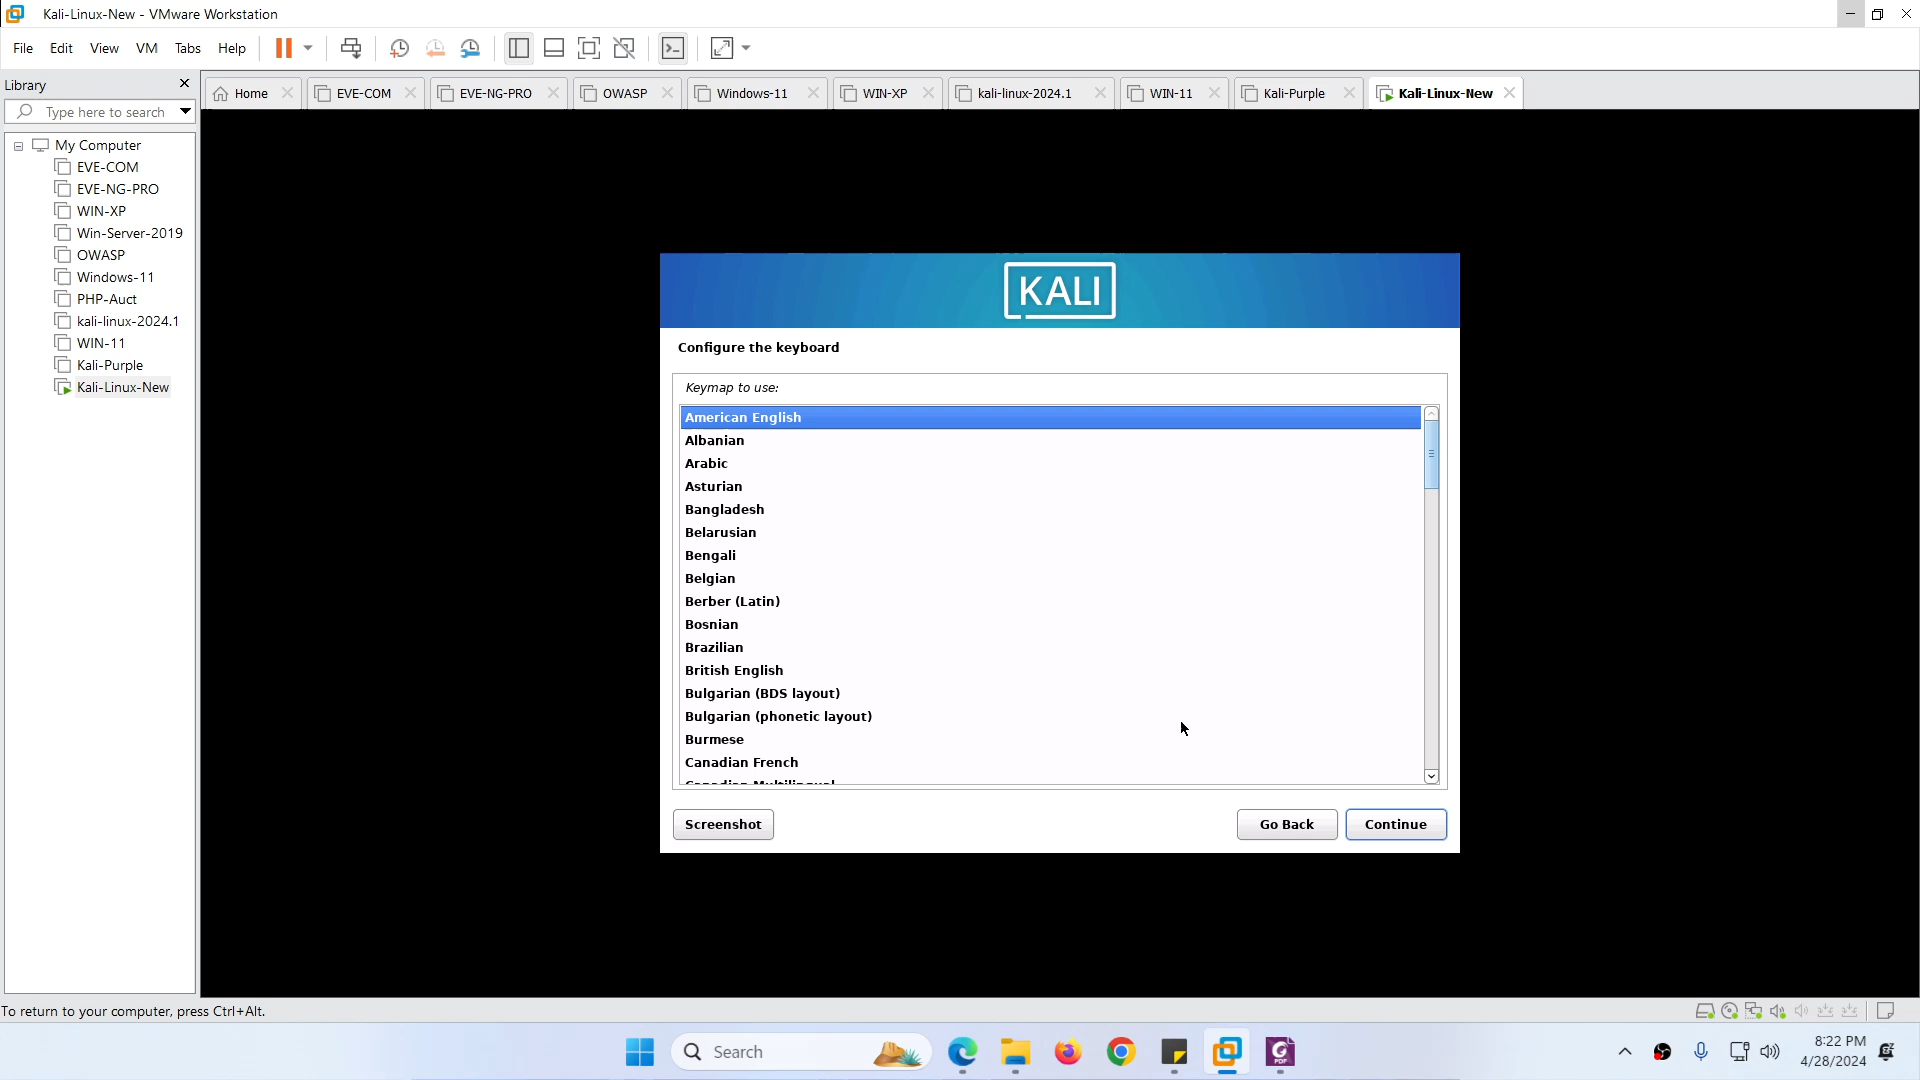 Kali-Linux-New - VMware Workstation
File Edit View VM Tabs Help
Library
Home EVE-COM EVE-NG-PRO OWASP Windows-11 WIN-XP kali-linux-2024.1 WIN-11 Kali-Purple Kali-Linux-New
Type here to search
My Computer
EVE-COM
EVE-NG-PRO
WIN-XP
Win-Server-2019
OWASP
Windows-11
PHP-Auct
kali-linux-2024.1
WIN-11
Kali-Purple
Kali-Linux-New
KALI
Configure the keyboard
Keymap to use:
American English
Albanian
Arabic
Asturian
Bangladesh
Belarusian
Bengali
Belgian
Berber (Latin)
Bosnian
Brazilian
British English
Bulgarian (BDS layout)
Bulgarian (phonetic layout)
Burmese
Canadian French
Canadian Multilingual
Screenshot Go Back Continue
To return to your computer, press Ctrl+Alt.
Search
PDF
8:22 PM
4/28/2024